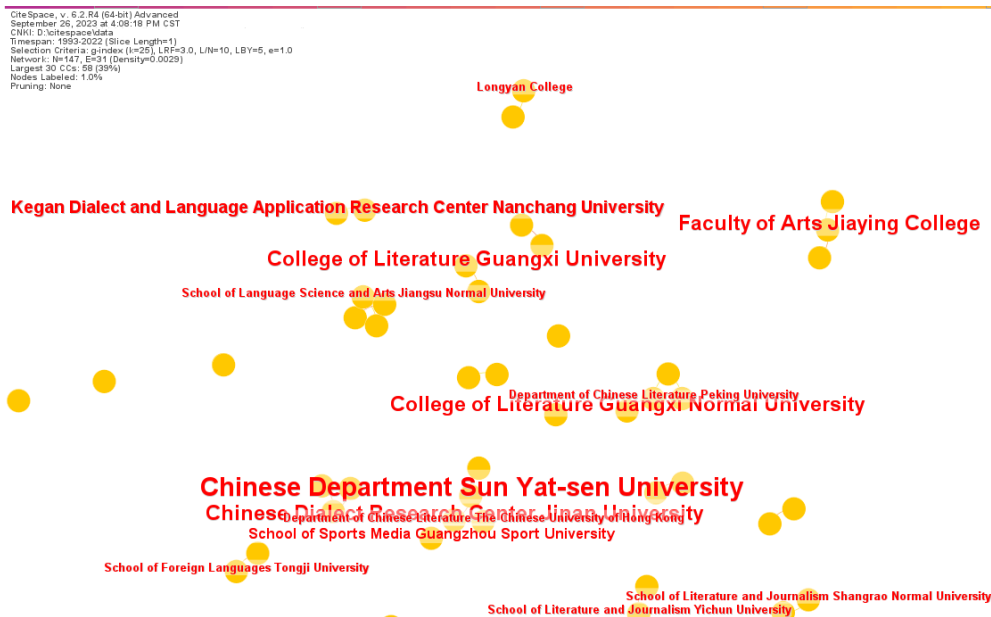 CiteSpace, v. 6.2.R4 (64-bit) Advanced
September 26, 2023 at 4:08:18 PM CST
CNKI: D:\citespace\data
Timespan: 1993-2022 (Slice Length=1)
Selection Criteria: g-index (k=25), LRF=3.0, L/N=10, LBY=5, e=1.0
Network: N=147, E=31 (Density=0.0029)
Largest 30 CCs: 58 (39%)
Nodes Labeled: 1.0%
Pruning: None
Longyan College
Kegan Dialect and Language Application Research Center Nanchang University
Faculty of Arts Jiaying College
College of Literature Guangxi University
School of Language Science and Arts Jiangsu Normal University
Department of Chinese Literature Peking University
College of Literature Guangxi Normal University
Chinese Department Sun Yat-sen University
Chinese Dialect Research Center Jinan University
Department of Chinese Literature The Chinese University of Hong Kong
School of Sports Media Guangzhou Sport University
School of Foreign Languages Tongji University
School of Literature and Journalism Shangrao Normal University
School of Literature and Journalism Yichun University